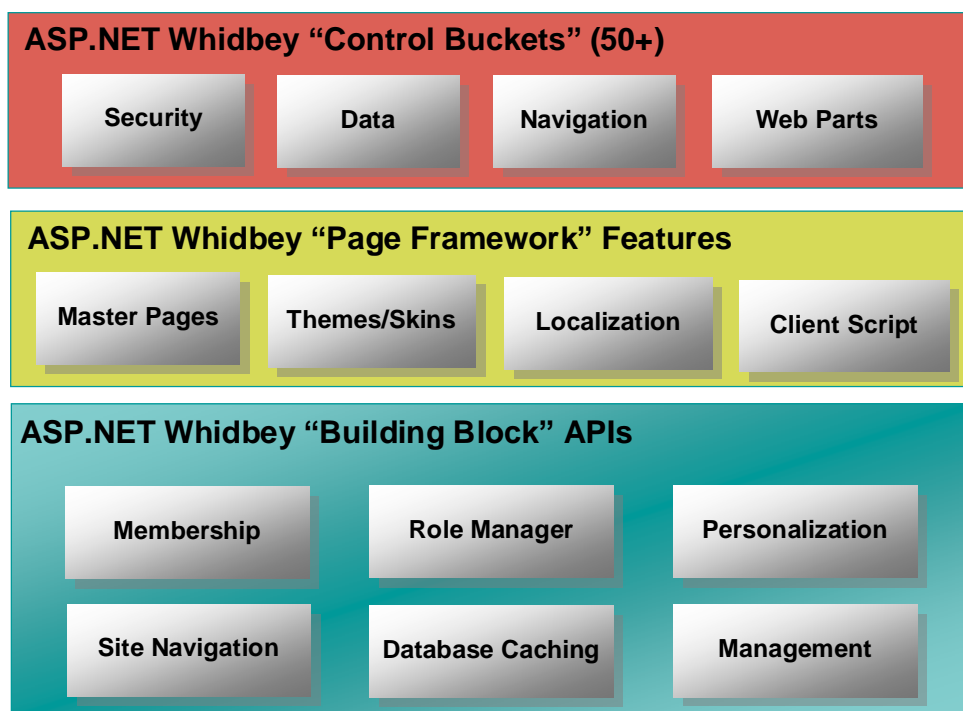 ASP.NET Whidbey “Control Buckets” (50+)
Security
Data
Navigation
Web Parts
ASP.NET Whidbey “Page Framework” Features
Master Pages
Themes/Skins
Localization
Client Script
ASP.NET Whidbey “Building Block” APIs
Membership
Role Manager
Personalization
Site Navigation
Database Caching
Management